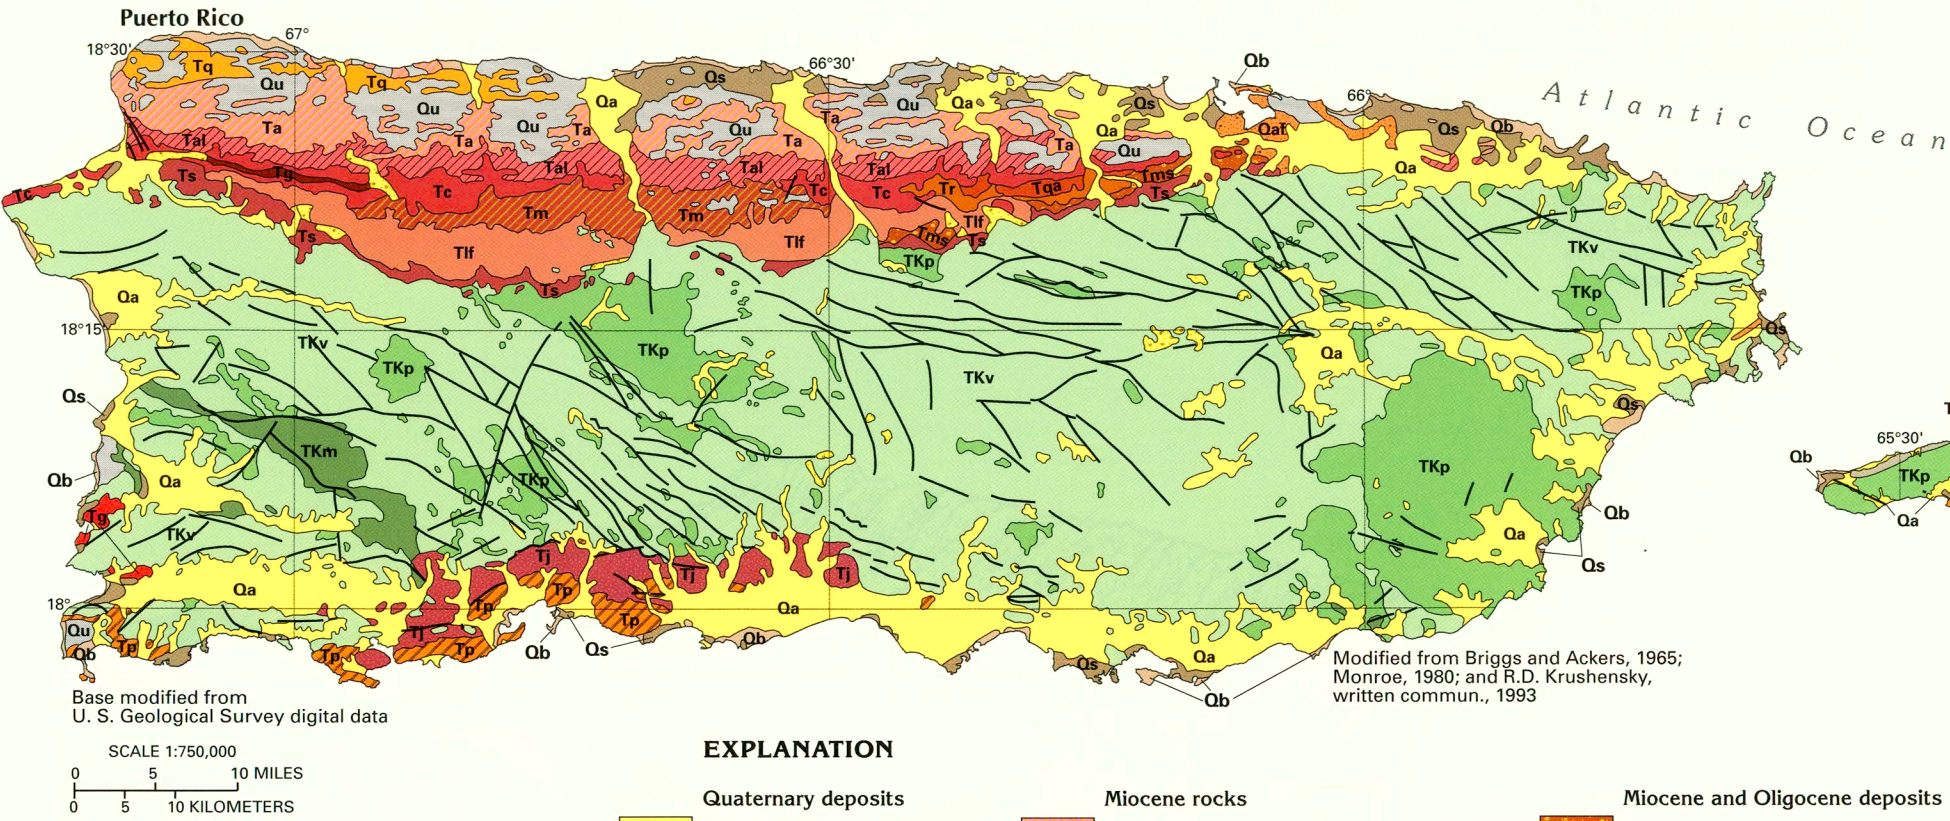 Puerto Rico
67°
18°30'
66°30'
Qb
66°
Atlantic Ocean
Tq
Tq
Qs
Qu
Qu
Qa
Qu
Qa
Qs
Qu
Ta
Ta
Qu
Ta
Qu
Ta
Ta
Ta
Qa
Qu
Qaf
Qs
Qb
Qa
Tal
Tal
Tal
Tal
Tc
Ts
Tg
Tc
Tm
Tm
Tc
Tc
Tr
Tqa
Tms
Ts
Ts
Tlf
Tlf
Tlf
Tms
Ts
TKp
TKv
Ts
Qa
TKp
18°15'
Qs
TKv
TKp
TKp
TKv
Qa
Qs
Qs
TKm
TKp
TKp
65°30'
Qb
TKp
Qa
Qb
Qa
Tg
TKv
Qa
Qb
Qs
Tj
Tj
Tj
18°
Qa
Tp
Tp
Tp
Qa
Qu
Qb
Tp
Tp
Tj
Tp
Qb
Qs
Qb
Qs
Qa
Qb
Modified from Briggs and Ackers, 1965;
Monroe, 1980; and R.D. Krushensky,
written commun., 1993
Base modified from
U. S. Geological Survey digital data
SCALE 1:750,000
0 5 10 MILES
0 5 10 KILOMETERS
EXPLANATION
Quaternary deposits
Miocene rocks
Miocene and Oligocene deposits